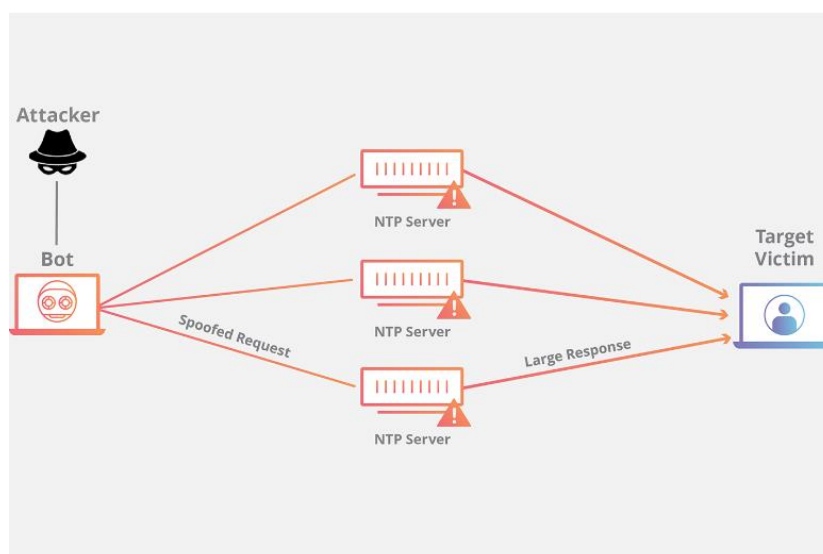 Attacker
Bot
Spoofed Request
NTP Server
NTP Server
NTP Server
Large Response
Target
Victim